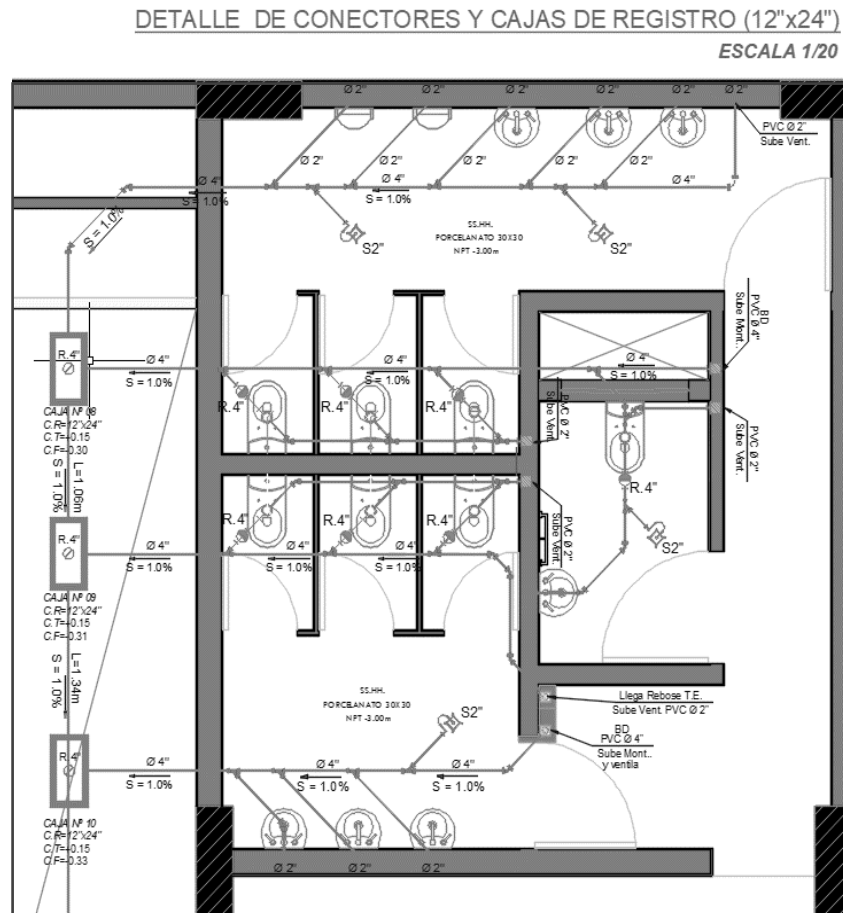 DETALLE DE CONECTORES Y CAJAS DE REGISTRO (12"x24")
ESCALA 1/20
Ø 2" Ø 2" Ø 2" Ø 2" Ø 2" Ø 2"
PVC Ø 2"
Sube Vent.
Ø 2" Ø 2" Ø 2" Ø 2" Ø 2"
Ø 4" Ø 4" Ø 4"
S = 1.0% S = 1.0%
S = 1.0%
S2" S2"
SS.HH.
PORCELANATO 30X30
NPT -3.00m
BD
PVC Ø 4"
Sube Mont..
R.4"
Ø 4" Ø 4" Ø 4" Ø 4"
S = 1.0% S = 1.0% S = 1.0%
R.4" R.4" R.4"
CAJA Nº 08
C.R=12"x24"
C.T=-0.15
C.F=-0.30
PVC Ø 2"
Sube Vent.
PVC Ø 2"
Sube Vent.
L=1.06m
S = 1.0%
R.4"
R.4" R.4" R.4"
PVC Ø 2"
Sube Vent.
S2"
R.4"
Ø 4" Ø 4" Ø 4" Ø 4"
S = 1.0% S = 1.0% S = 1.0% S = 1.0%
CAJA Nº 09
C.R=12"x24"
C.T=-0.15
C.F=-0.31
L=1.34m
S = 1.0%
SS.HH.
PORCELANATO 30X30
NPT -3.00m
Llega Rebose T.E.
Sube Vent. PVC Ø 2"
S2"
BD
PVC Ø 4"
Sube Mont..
y ventila
R.4"
Ø 4" Ø 4" Ø 4" Ø 4"
S = 1.0% S = 1.0% S = 1.0%
CAJA Nº 10
C.R=12"x24"
C.T=-0.15
C.F=-0.33
Ø 2" Ø 2" Ø 2"